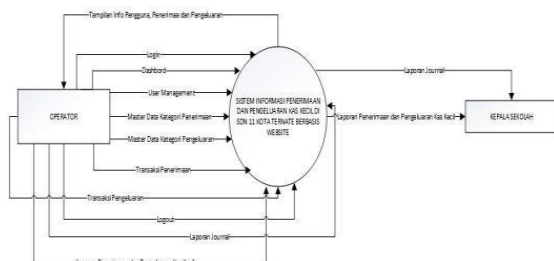 Tampilan Info Pengguna, Penerimaa dan Pengeluaran
Login
Dashbord
User Management
Master Data Kategori Penerimaan
Master Data Kategori Pengeluaran
Transaksi Penerimaan
Transaksi Pengeluaran
Logout
Laporan Journal
OPERATOR
SISTEM INFORMASI PENERIMAAN
DAN PENGELUARAN KAS KECIL DI
SDN 11 KOTA TERNATE BERBASIS
WEBSITE
Laporan Journal
Laporan Penerimaan dan Pengeluaran Kas Kecil
KEPALA SEKOLAH